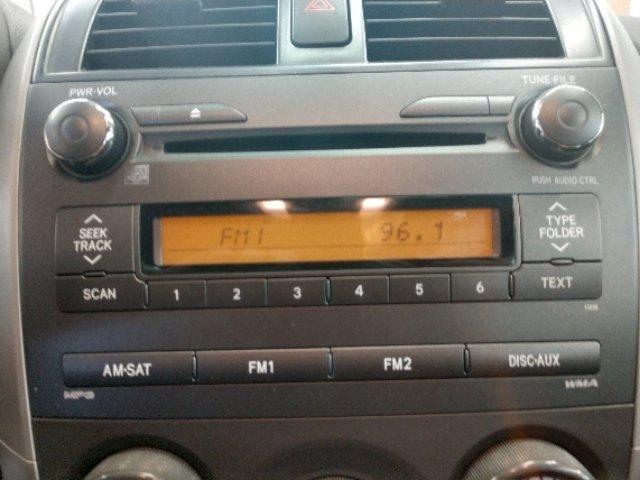 PWR·VOL
TUNE·FILE
PUSH AUDIO CTRL
SEEK
TRACK
FM1
96.1
TYPE
FOLDER
SCAN
1
2
3
4
5
6
TEXT
AM·SAT
FM1
FM2
DISC·AUX
MP3
WMA